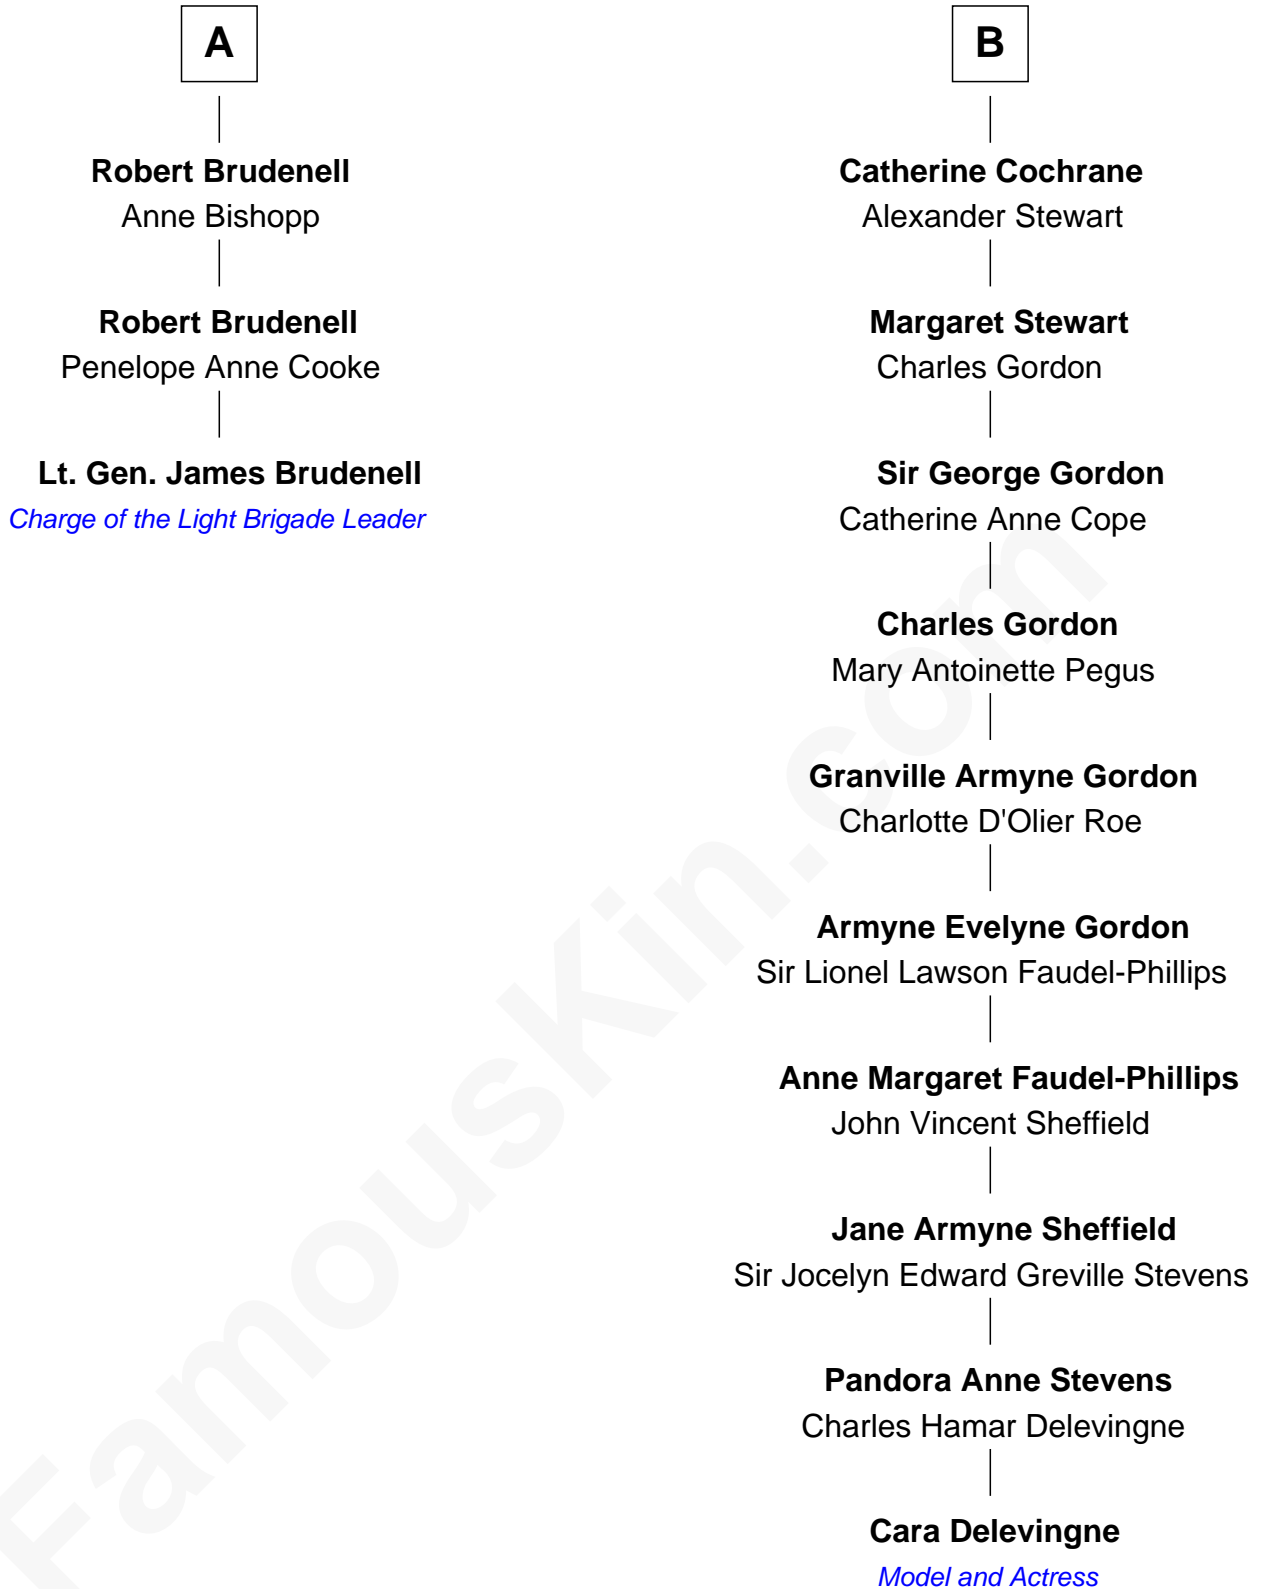 A
Robert Brudenell
Anne Bishopp
Robert Brudenell
Penelope Anne Cooke
Lt. Gen. James Brudenell
Charge of the Light Brigade Leader
B
Catherine Cochrane
Alexander Stewart
Margaret Stewart
Charles Gordon
Sir George Gordon
Catherine Anne Cope
Charles Gordon
Mary Antoinette Pegus
Granville Armyne Gordon
Charlotte D'Olier Roe
Armyne Evelyne Gordon
Sir Lionel Lawson Faudel-Phillips
Anne Margaret Faudel-Phillips
John Vincent Sheffield
Jane Armyne Sheffield
Sir Jocelyn Edward Greville Stevens
Pandora Anne Stevens
Charles Hamar Delevingne
Cara Delevingne
Model and Actress
FamousKin.com